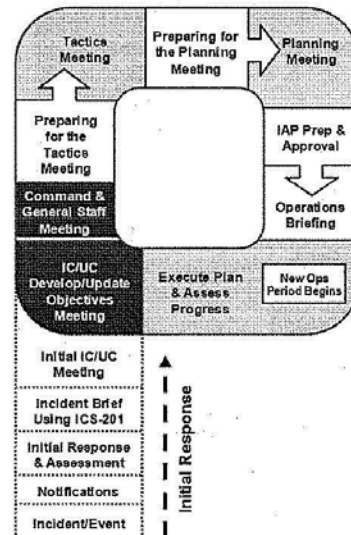 Tactics
Meeting
Preparing for
the Planning
Meeting
Planning
Meeting
Preparing
for the
Tactics
Meeting
IAP Prep &
Approval
Command &
General Staff
Meeting
Operations
Briefing
IC/UC
Develop/Update
Objectives
Meeting
Execute Plan
& Assess
Progress
New Ops
Period Begins
Initial IC/UC
Meeting
Incident Brief
Using ICS-201
Initial Response
& Assessment
Notifications
Incident/Event
Initial Response